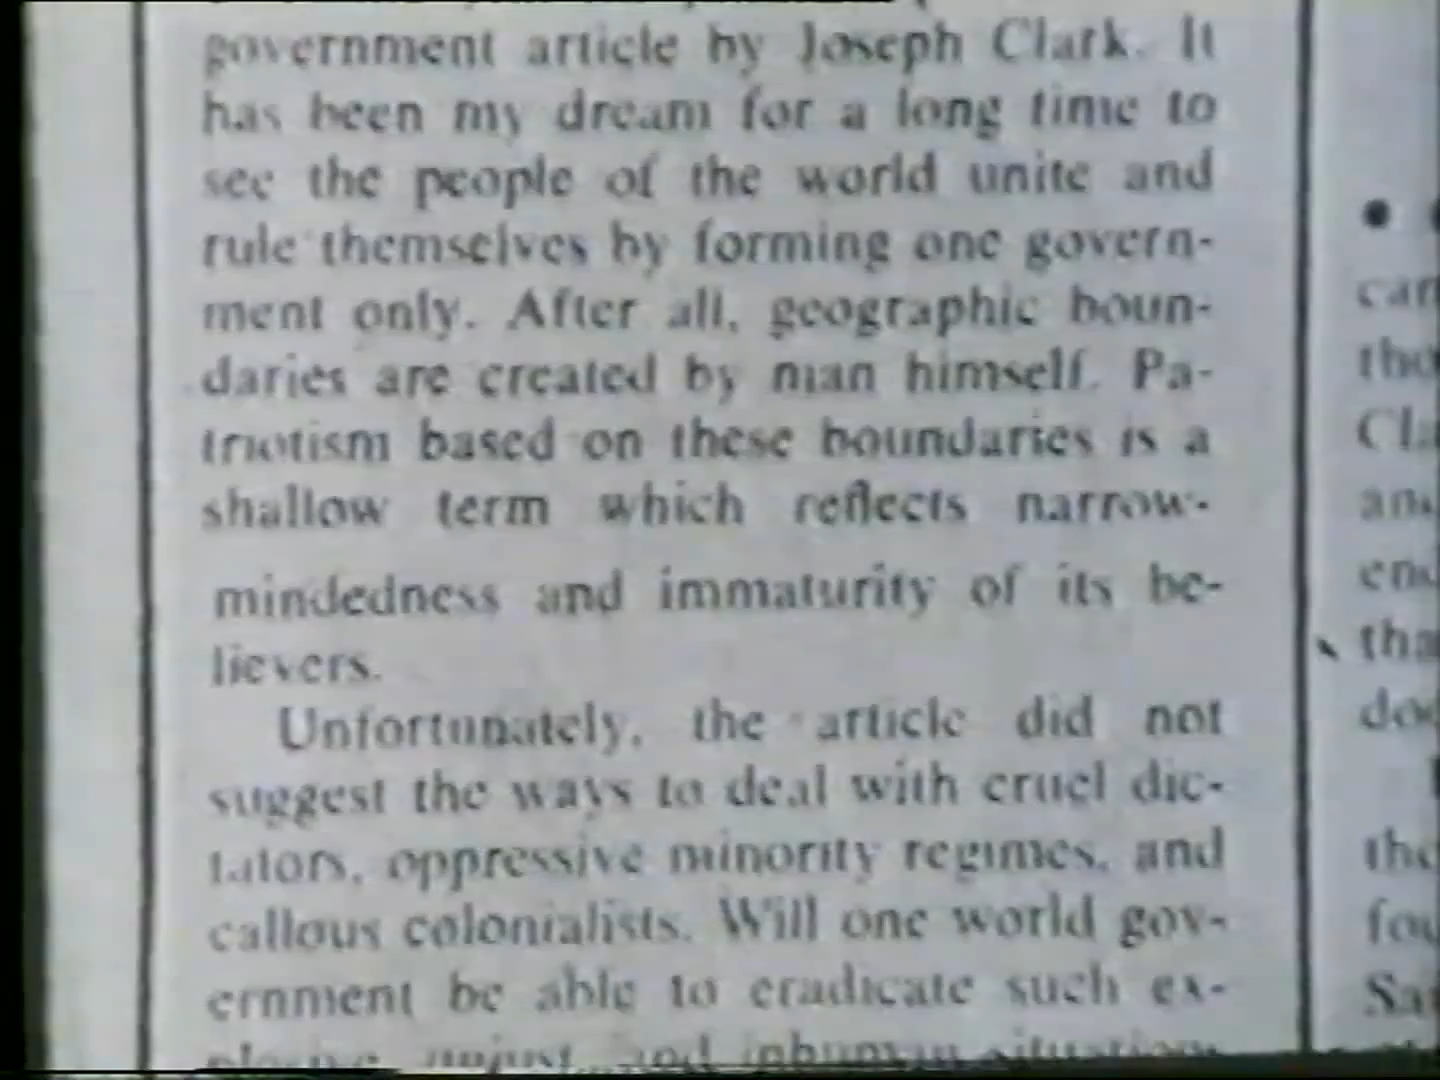 government article by Joseph Clark. It
has been my dream for a long time to
see the people of the world unite and
rule themselves by forming one govern-
ment only. After all, geographic boun-
daries are created by man himself. Pa-
triotism based on these boundaries is a
shallow term which reflects narrow-
mindedness and immaturity of its be-
lievers.
Unfortunately, the article did not
suggest the ways to deal with cruel dic-
tators, oppressive minority regimes, and
callous colonialists. Will one world gov-
ernment be able to eradicate such ex-
unjust and inhuman situations